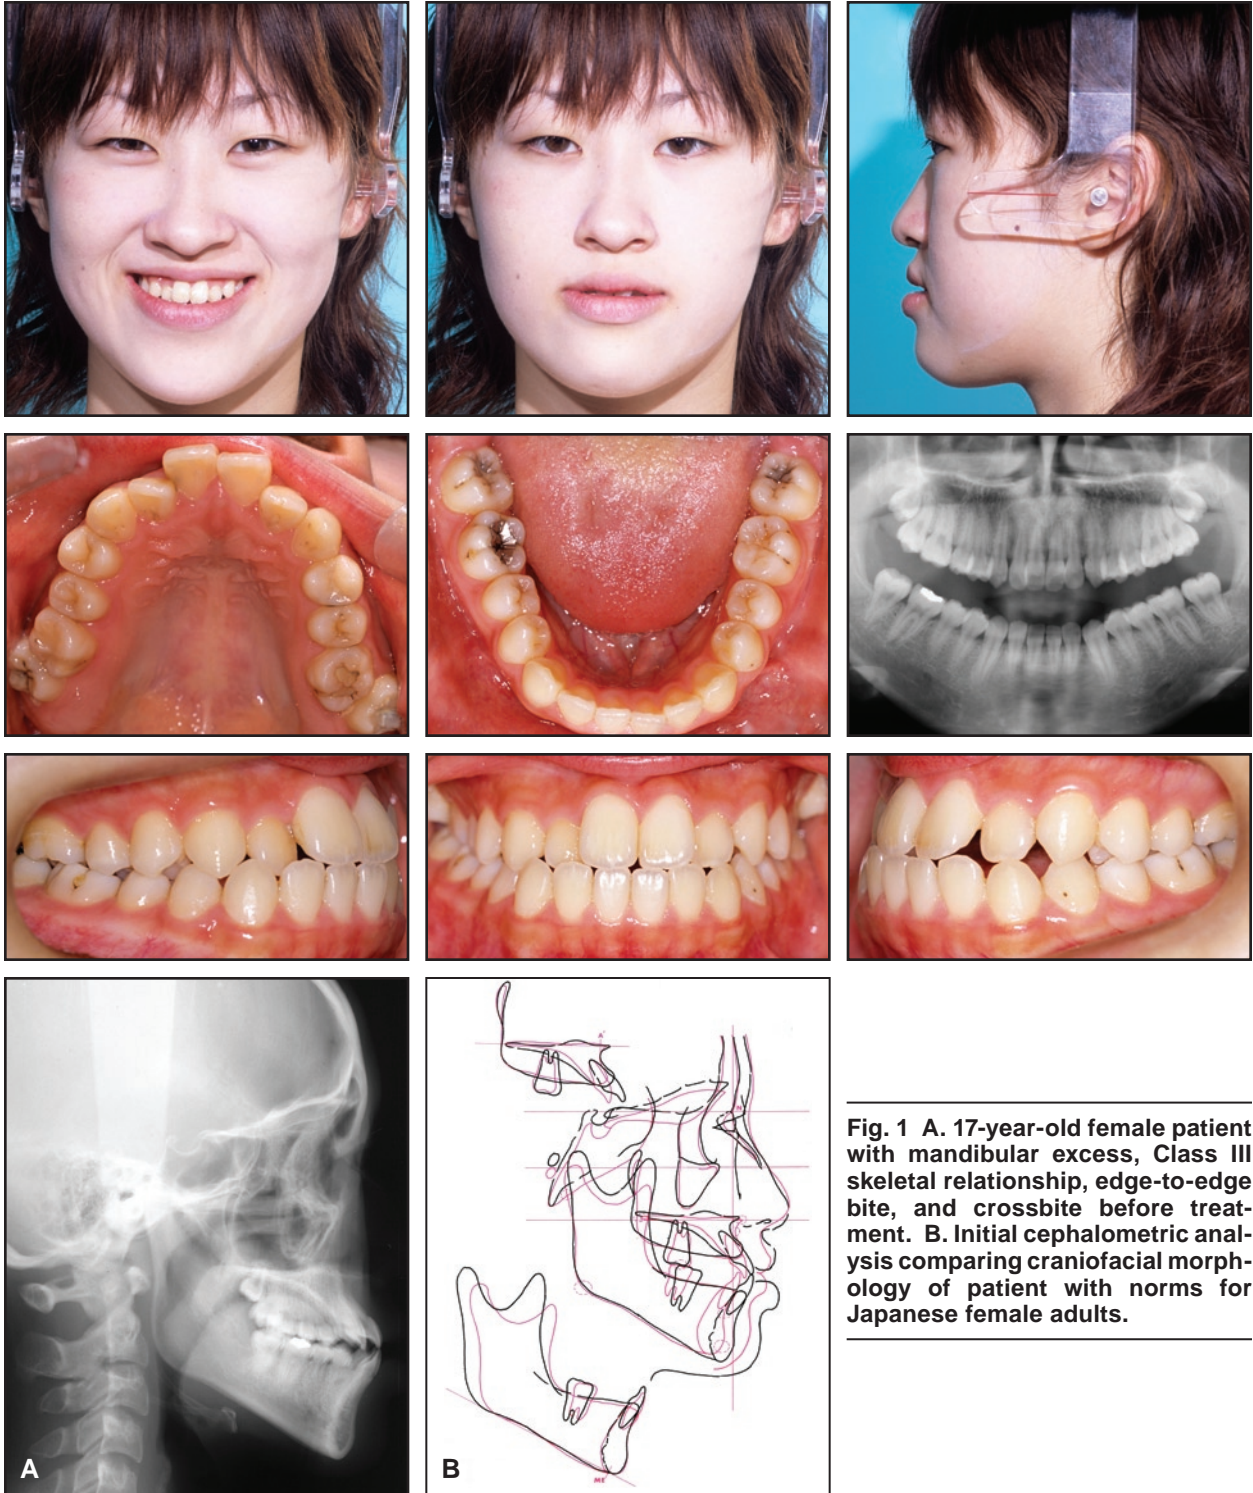 A'
N
ME
A
B
Fig. 1 A. 17-year-old female patient
with mandibular excess, Class III
skeletal relationship, edge-to-edge
bite, and crossbite before treat-
ment. B. Initial cephalometric anal-
ysis comparing craniofacial morph-
ology of patient with norms for
Japanese female adults.